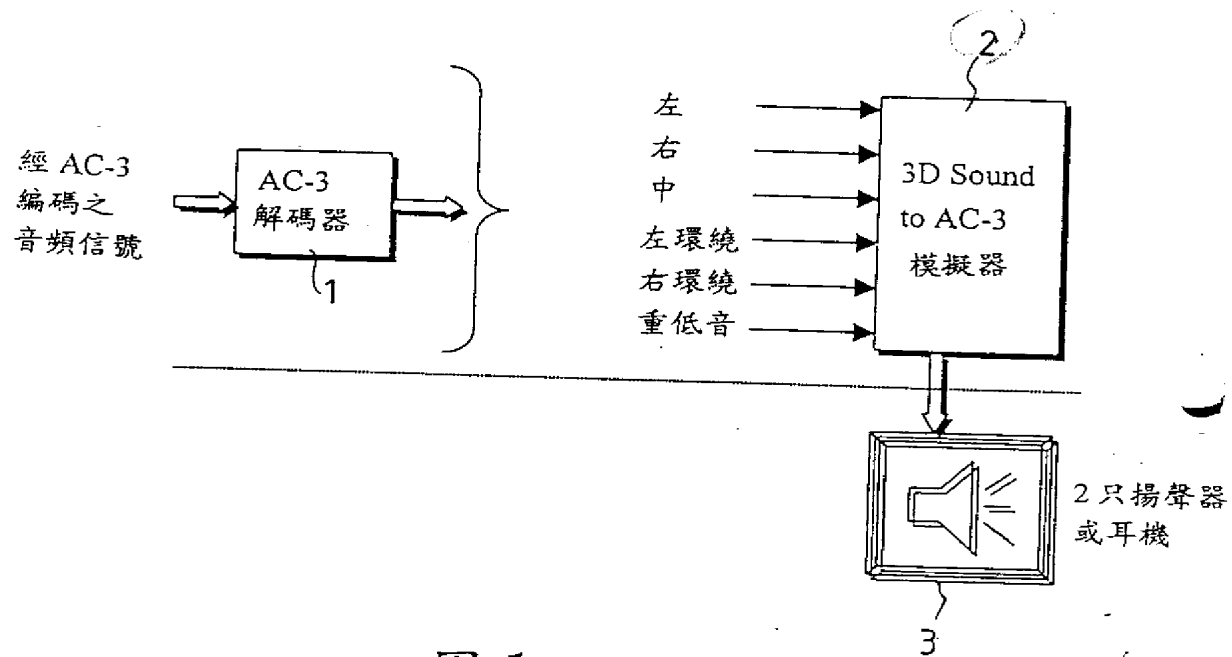 經 AC-3
編碼之
音頻信號
AC-3
解碼器
1
左
右
中
左環繞
右環繞
重低音
2
3D Sound
to AC-3
模擬器
2 只揚聲器
或耳機
3